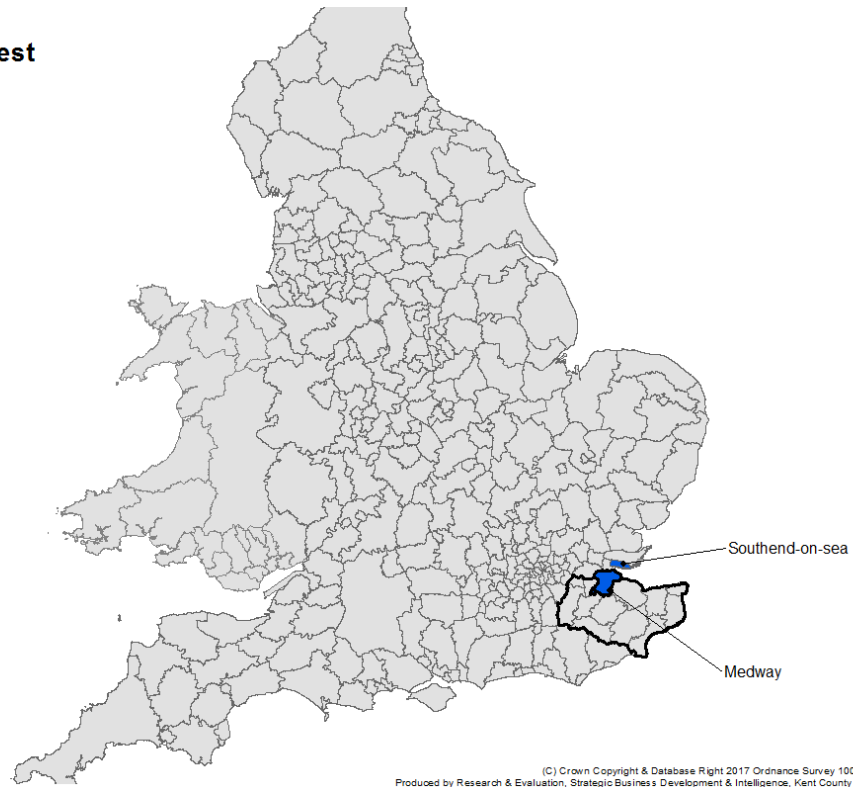 est
Southend-on-sea
Medway
(C) Crown Copyright & Database Right 2017 Ordnance Survey 100
Produced by Research & Evaluation, Strategic Business Development & Intelligence, Kent County